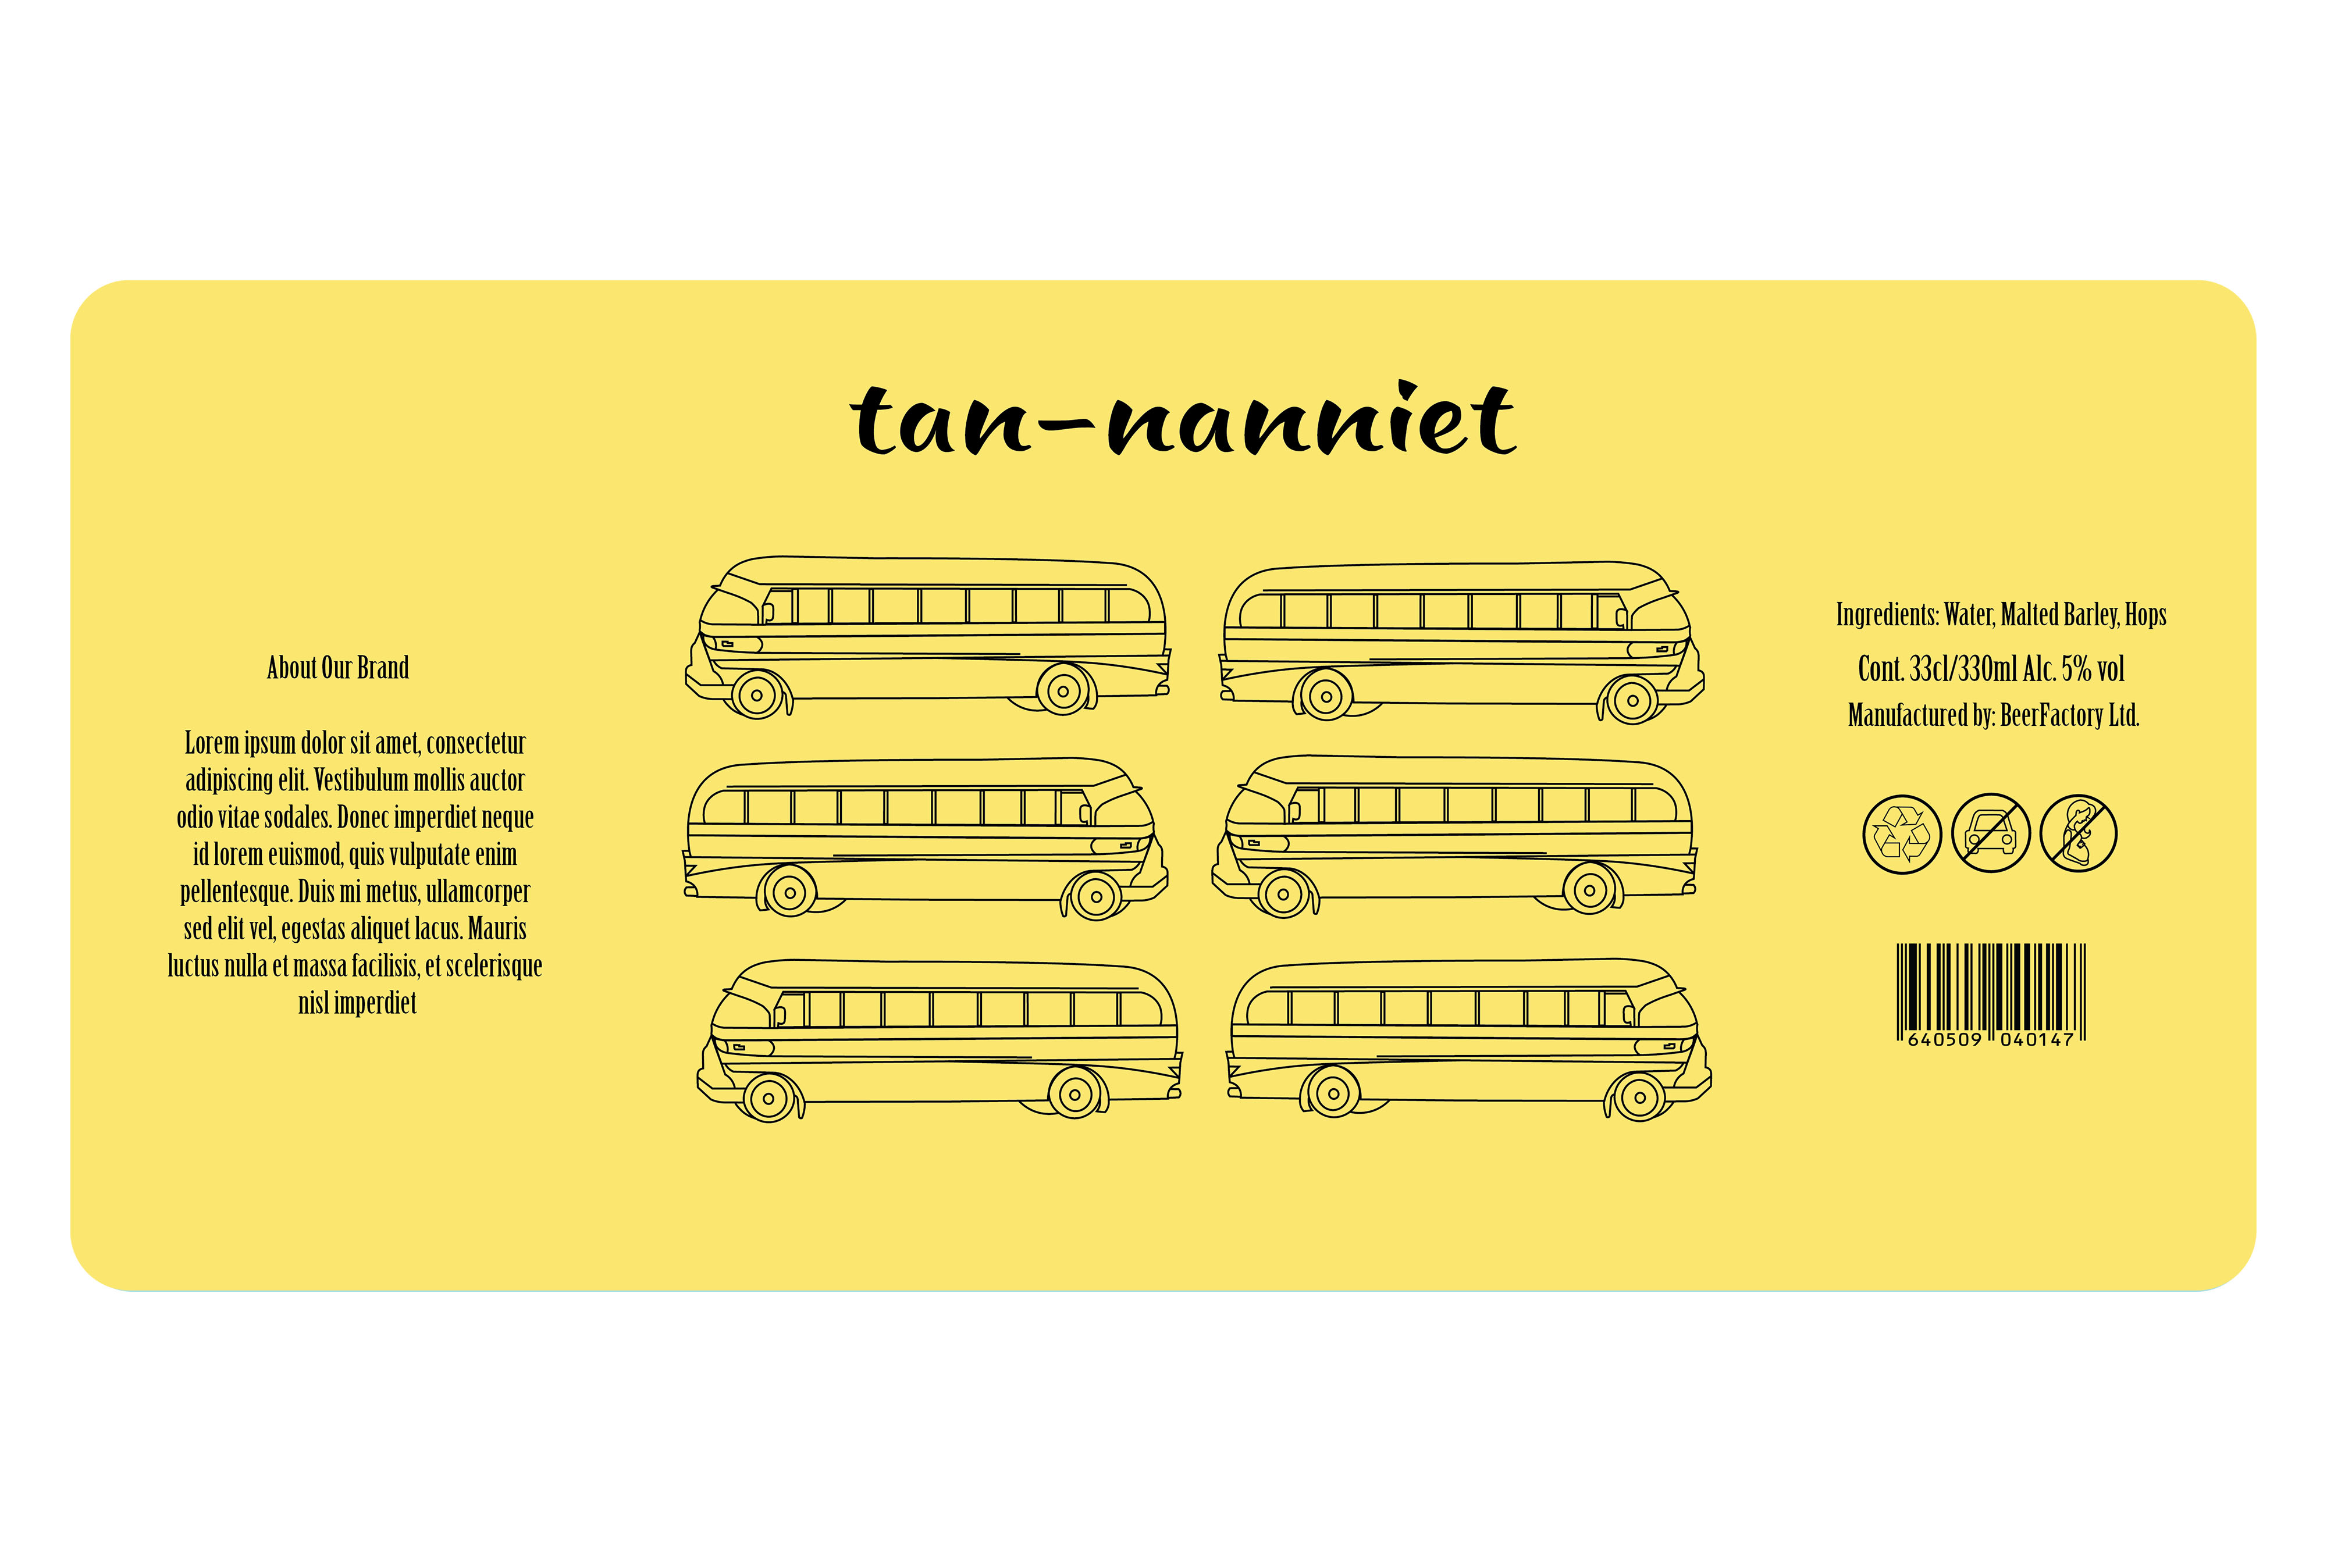 tan-nanniet
About Our Brand
Lorem ipsum dolor sit amet, consectetur
adipiscing elit. Vestibulum mollis auctor
odio vitae sodales. Donec imperdiet neque
id lorem euismod, quis vulputate enim
pellentesque. Duis mi metus, ullamcorper
sed elit vel, egestas aliquet lacus. Mauris
luctus nulla et massa facilisis, et scelerisque
nisl imperdiet
Ingredients: Water, Malted Barley, Hops
Cont. 33cl/330ml Alc. 5% vol
Manufactured by: BeerFactory Ltd.
640509 040147